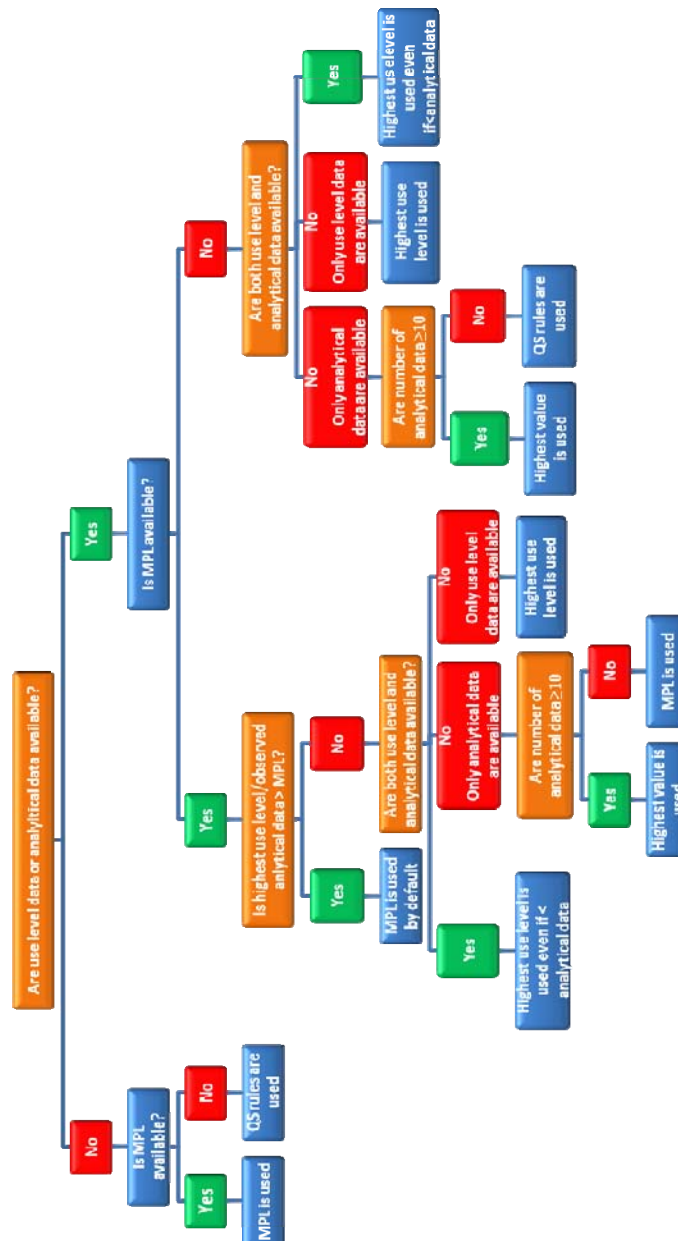 Are use level data or analyltical data available?
No
Yes
Is MPL
available?
Is MPL available?
Yes
No
MPL is used
QS rules are
used
Yes
No
Is highest use level/observed
anlytical data > MPL?
Are both use level and
analytical data available?
Yes
MPL is used
by default
No
Are both use level and
analytical data available?
Yes
Highest use level is
used even if <
analytical data
No
Only analytical data
are available
No
Only use level
data are available
Are number of
analytical data≥10
Highest use
level is used
Yes
No
Highest value is
used
MPL is used
No
Only analytical
data are available
No
Only use level data
are available
Yes
Are number of
analytical data≥10
Highest use
level is used
Highest use level is
used even
if<analytical data
Yes
No
Highest value
is used
QS rules are
used